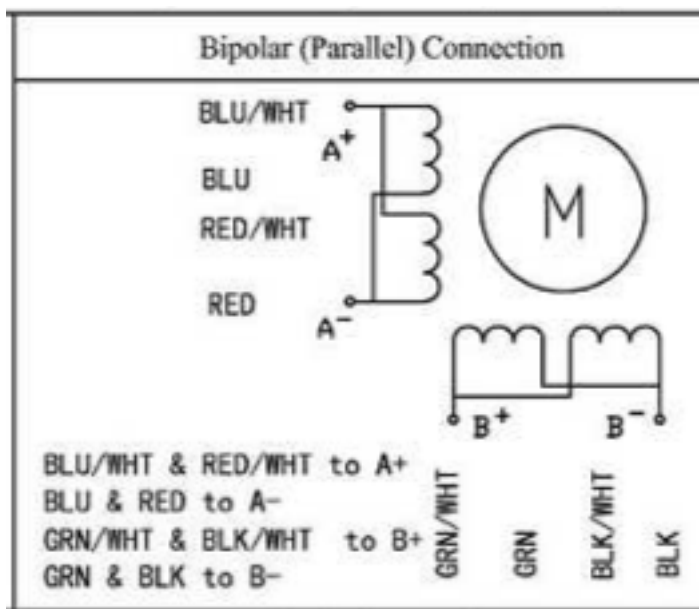 Bipolar (Parallel) Connection
BLU/WHT
A+
BLU
RED/WHT
RED
A-
M
B+
B-
BLU/WHT & RED/WHT to A+
BLU & RED to A-
GRN/WHT & BLK/WHT to B+
GRN & BLK to B-
GRN/WHT
GRN
BLK/WHT
BLK